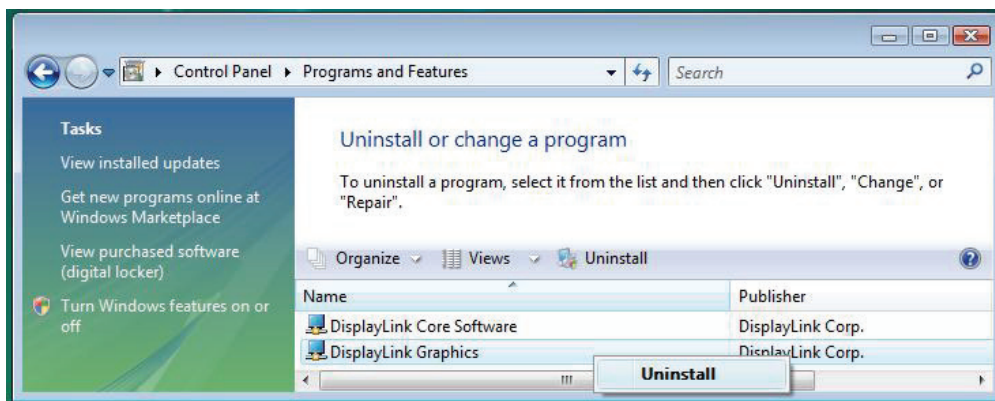 Control Panel
Programs and Features
Search
Tasks
View installed updates
Get new programs online at
Windows Marketplace
View purchased software
(digital locker)
Turn Windows features on or
off
Uninstall or change a program
To uninstall a program, select it from the list and then click "Uninstall", "Change", or
"Repair".
Organize Views Uninstall
Name Publisher
DisplayLink Core Software DisplayLink Corp.
DisplayLink Graphics DisplayLink Corp.
Uninstall